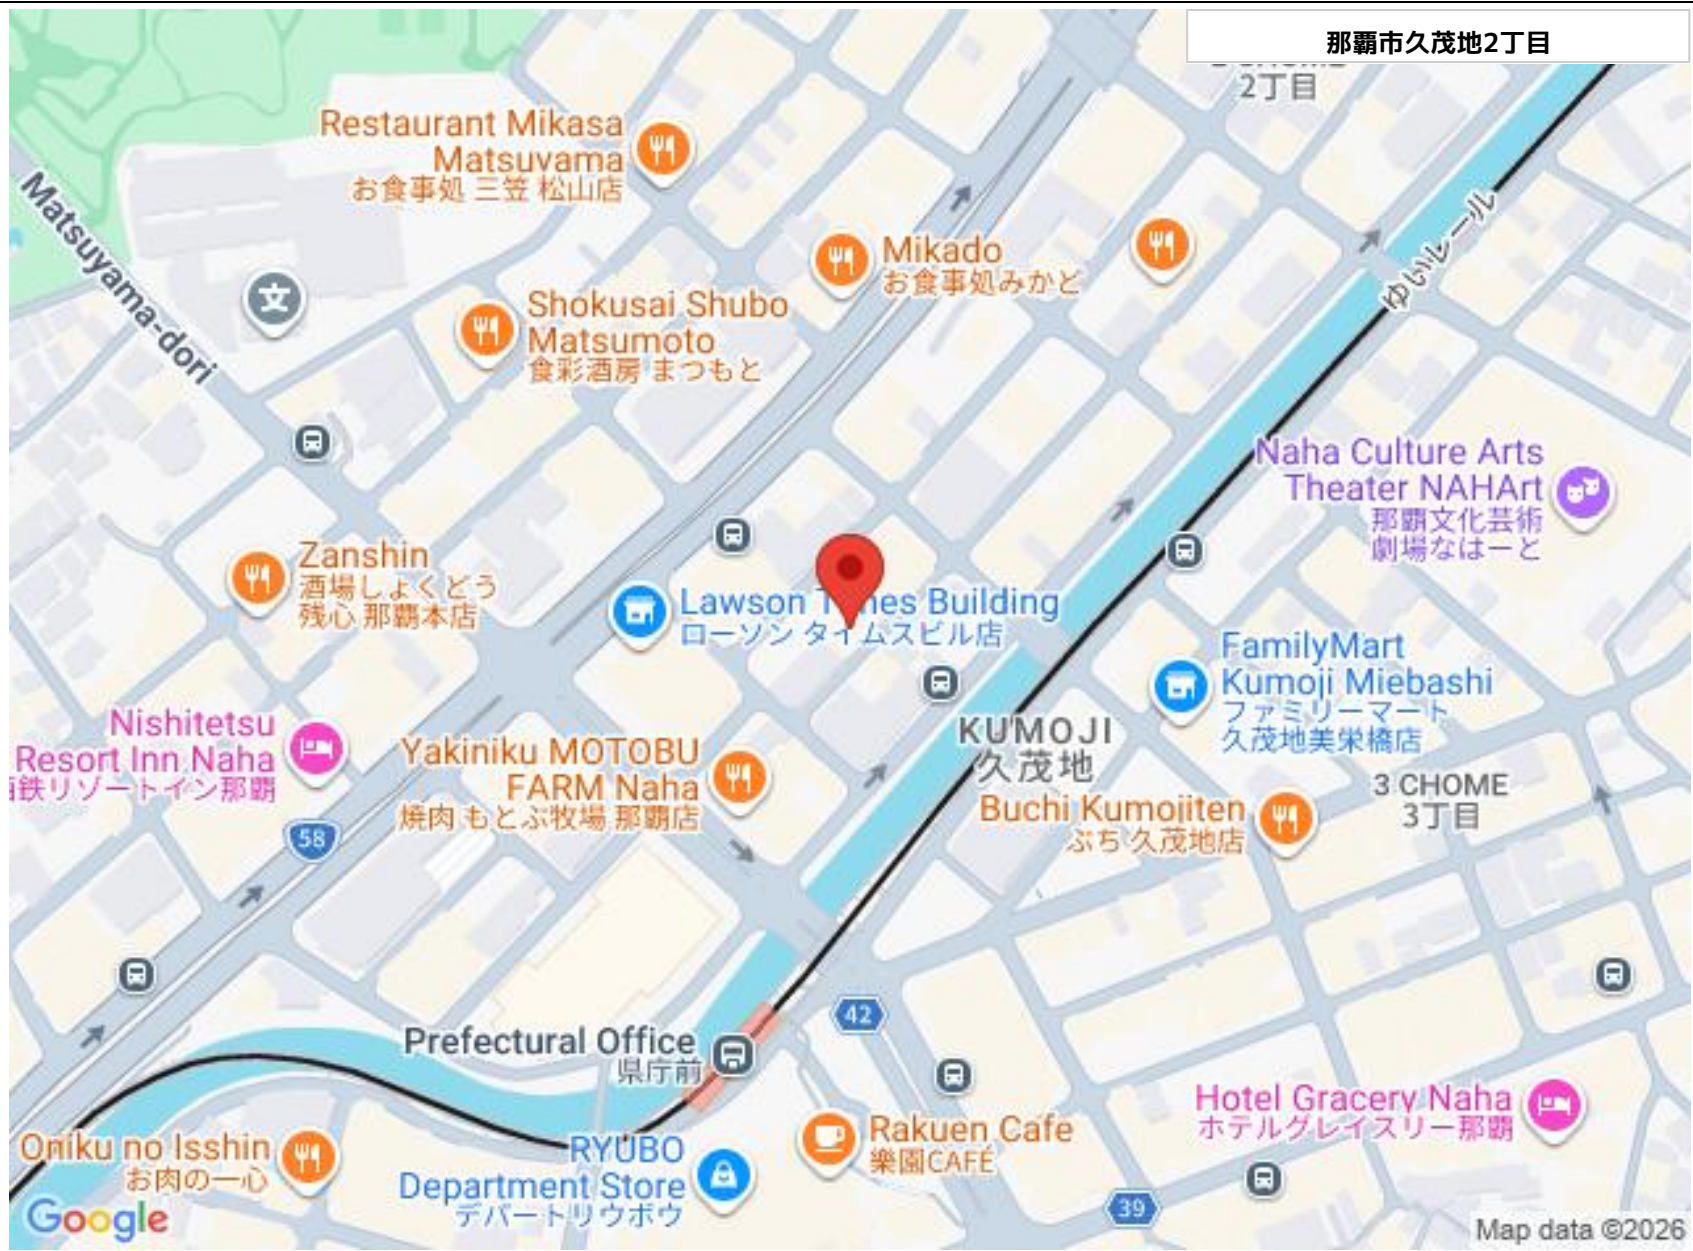 那覇市久茂地2丁目
2丁目
Restaurant Mikasa
Matsuyama
お食事処 三笠 松山店
Matsuyama-dori
Mikado
お食事処みかど
ゆいレール
Shokusai Shubo
Matsumoto
食彩酒房 まつもと
Naha Culture Arts
Theater NAHArt
那覇文化芸術
劇場なはーと
文
Zanshin
酒場しょくどう
残心 那覇本店
Lawson T mes Building
ローソン タイムスビル店
FamilyMart
Kumoji Miebashi
ファミリーマート
久茂地美栄橋店
Nishitetsu
Resort Inn Naha
鉄リゾートイン那覇
KUMOJI
久茂地
Yakiniku MOTOBU
FARM Naha
焼肉 もとぶ牧場 那覇店
3 CHOME
3丁目
Buchi Kumojiten
ぶち 久茂地店
58
42
Prefectural Office
県庁前
Hotel Gracery Naha
ホテルグレイスリー那覇
Rakuen Cafe
樂園CAFÉ
Oniku no Isshin
お肉の一心
RYUBO
Department Store
デパートリウボウ
39
Google
Map data ©2026